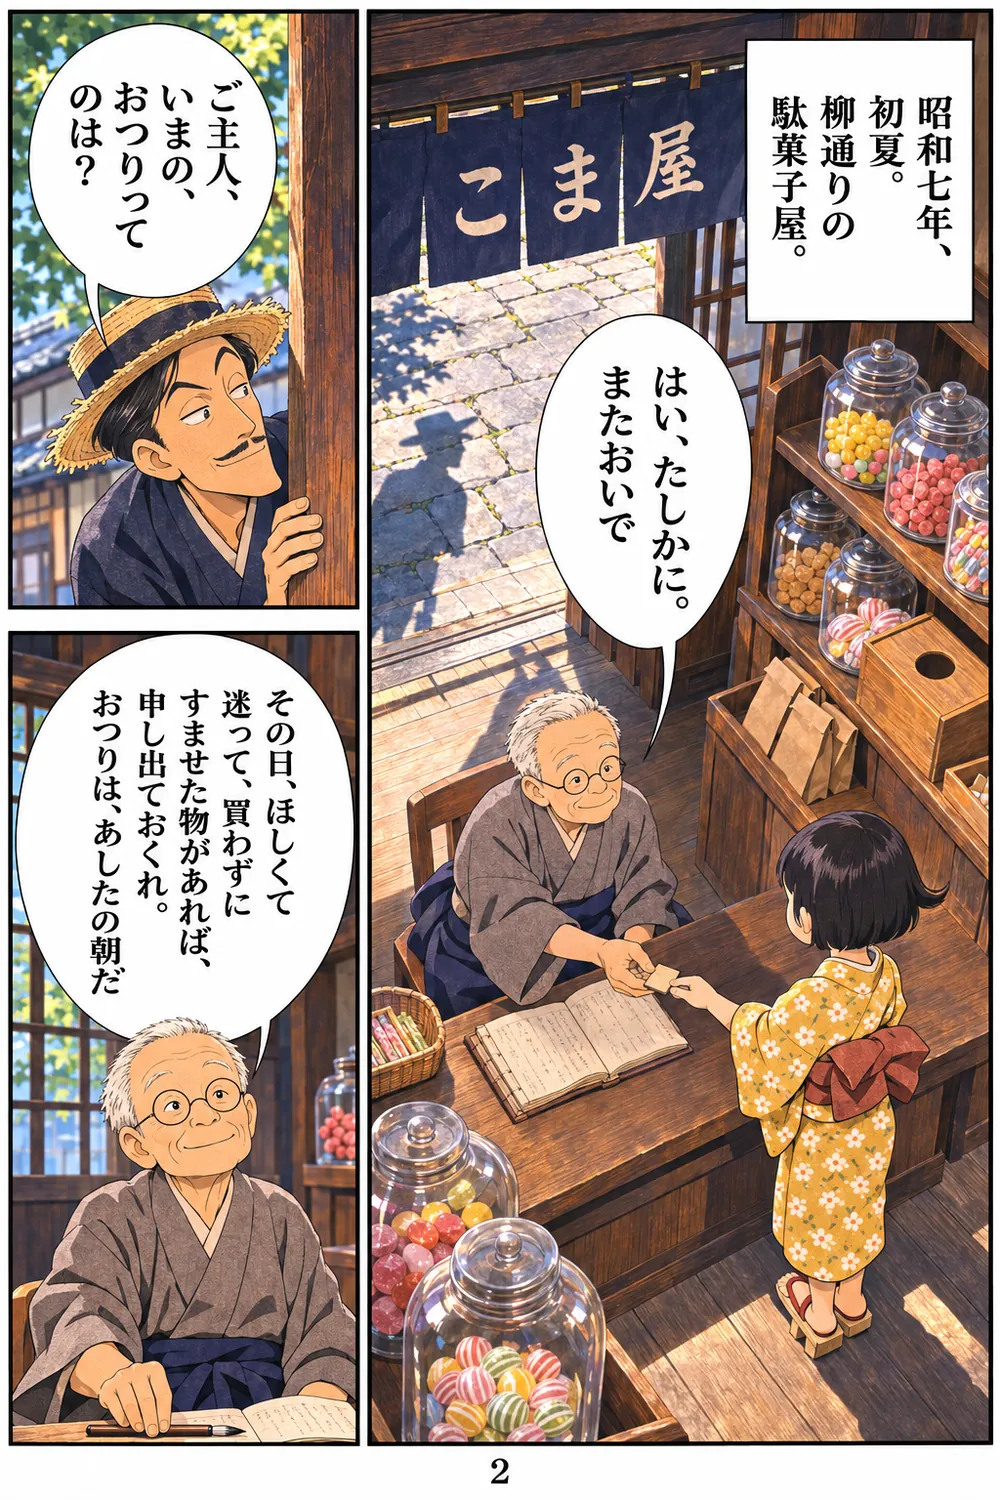 昭和七年、
初夏。
柳通りの
駄菓子屋。
こま屋
はい、たしかに。
またおいで
ご主人、
いまの、
おつりって
のは？
その日、ほしくて
迷って、買わずに
すませた物があれば、
申し出ておくれ。
おつりは、あしたの朝だ
2